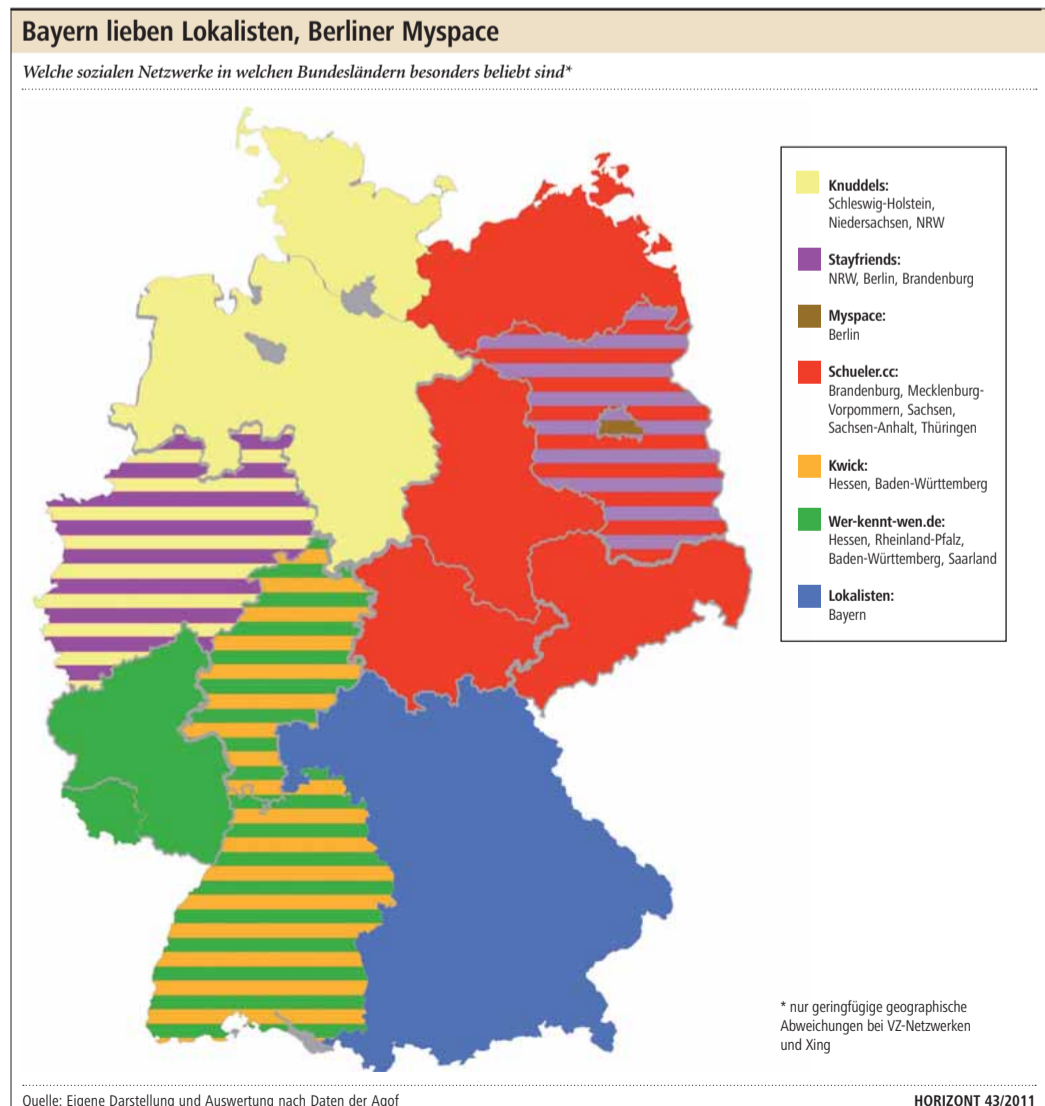 Bayern lieben Lokalisten, Berliner Myspace
Welche sozialen Netzwerke in welchen Bundesländern besonders beliebt sind*
Knuddels:
Schleswig-Holstein,
Niedersachsen, NRW
Stayfriends:
NRW, Berlin, Brandenburg
Myspace:
Berlin
Schueler.cc:
Brandenburg, Mecklenburg-
Vorpommern, Sachsen,
Sachsen-Anhalt, Thüringen
Kwick:
Hessen, Baden-Württemberg
Wer-kennt-wen.de:
Hessen, Rheinland-Pfalz,
Baden-Württemberg, Saarland
Lokalisten:
Bayern
* nur geringfügige geographische
Abweichungen bei VZ-Netzwerken
und Xing
Quelle: Eigene Darstellung und Auswertung nach Daten der Agof
HORIZONT 43/2011